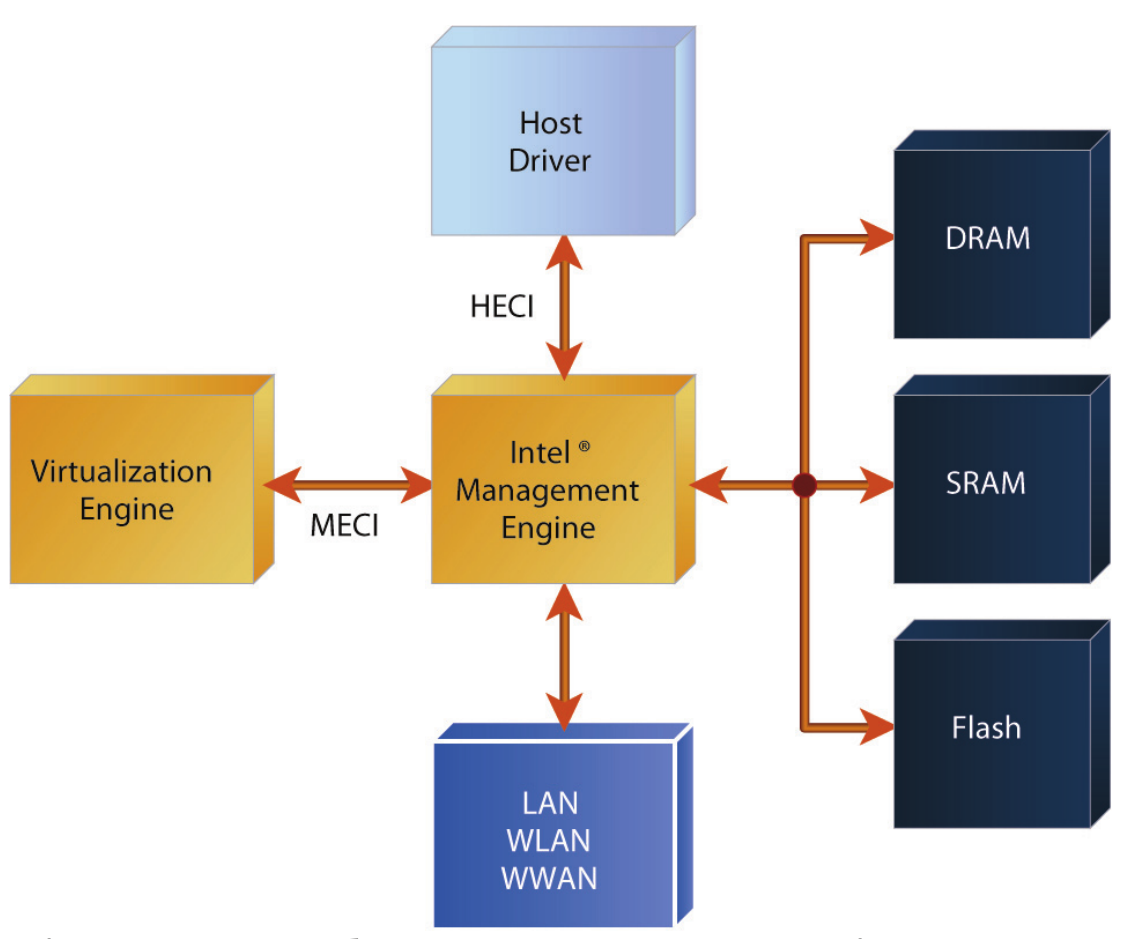 Host
Driver
DRAM
HECI
Virtualization
Engine
MECI
Intel ®
Management
Engine
SRAM
Flash
LAN
WLAN
WWAN